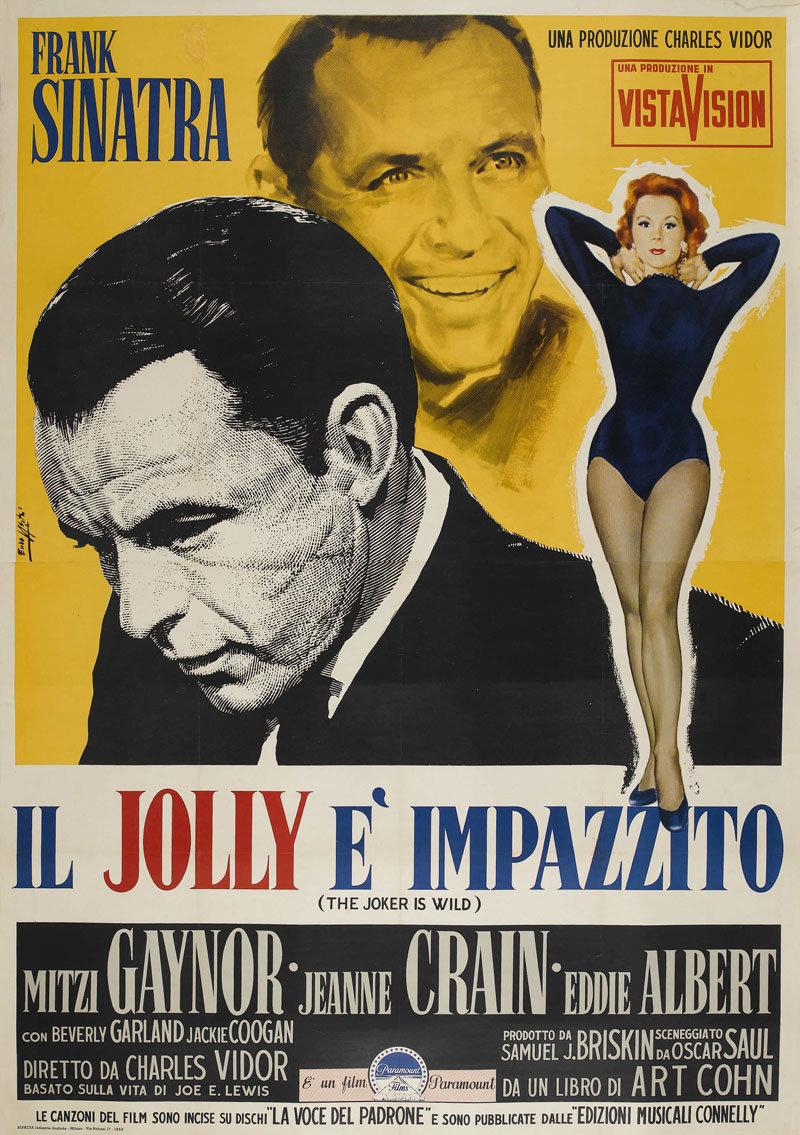 FRANK
SINATRA
UNA PRODUZIONE CHARLES VIDOR
UNA PRODUZIONE IN
VISTAVISION
IL JOLLY E' IMPAZZITO
(THE JOKER IS WILD)
MITZI GAYNOR · JEANNE CRAIN · EDDIE ALBERT
CON BEVERLY GARLAND JACKIE COOGAN
DIRETTO DA CHARLES VIDOR
BASATO SULLA VITA DI JOE E. LEWIS
E' un film
Paramount
Films
Paramount
PRODOTTO DA
SAMUEL J. BRISKIN
SCENEGGIATO
DA OSCAR SAUL
DA UN LIBRO DI ART COHN
LE CANZONI DEL FILM SONO INCISE SU DISCHI "LA VOCE DEL PADRONE" E SONO PUBBLICATE DALLE "EDIZIONI MUSICALI CONNELLY"